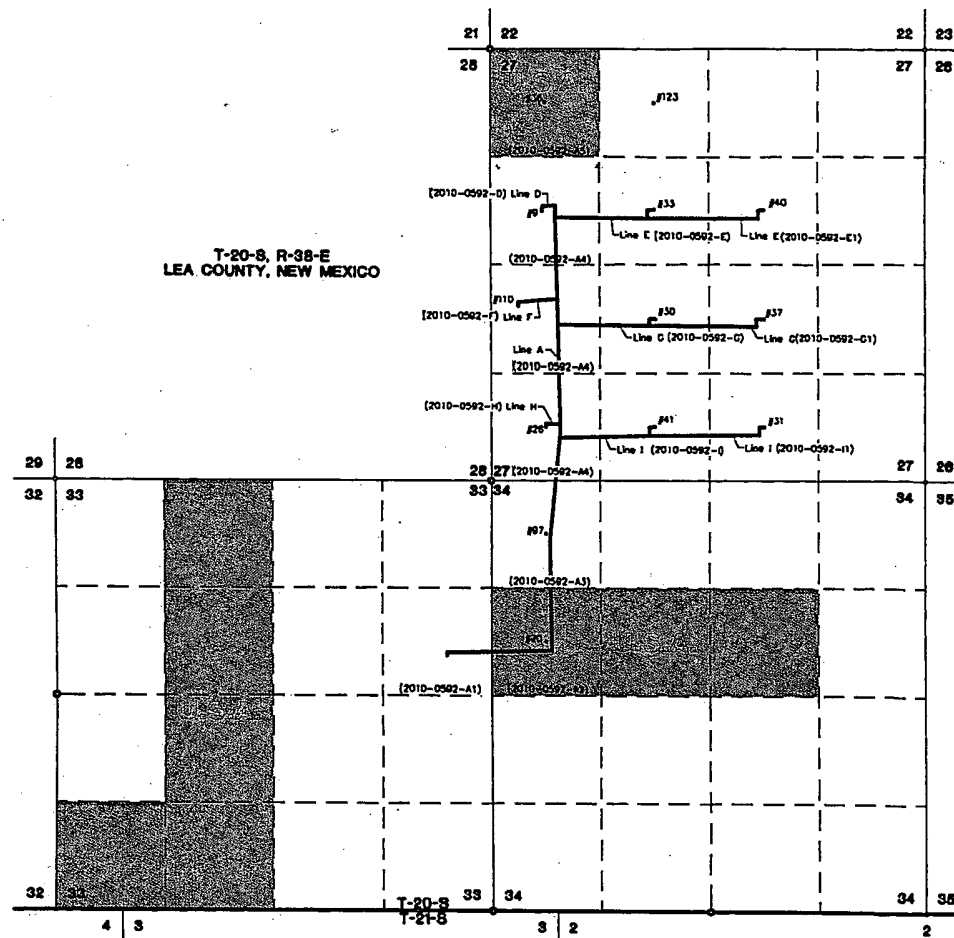 21 22
22 23
28 27
27 26
#123
(2010-0592-A5)
[2010-0592-D) Line D
#9
#33
#40
Line E [2010-0592-E)
Line E(2010-0592-E1)
T-20-S, R-38-E
LEA COUNTY, NEW MEXICO
(2010-0592-A4)
#110
#30
#37
[2010-0592-F) Line F
Line G (2010-0592-G)
Line G(2010-0592-G1)
Line A
[2010-0592-A4)
(2010-0592-H) Line H
#26
#41
#31
Line I (2010-0592-I)
Line I (2010-0592-I1)
29 28
28 27
(2010-0592-A4)
27 26
32 33
33 34
34 35
#97
(2010-0592-A3)
#20
(2010-0592-A1)
32 33
33 34
34 35
T-20-S
T-21-S
4 3
3 2
2